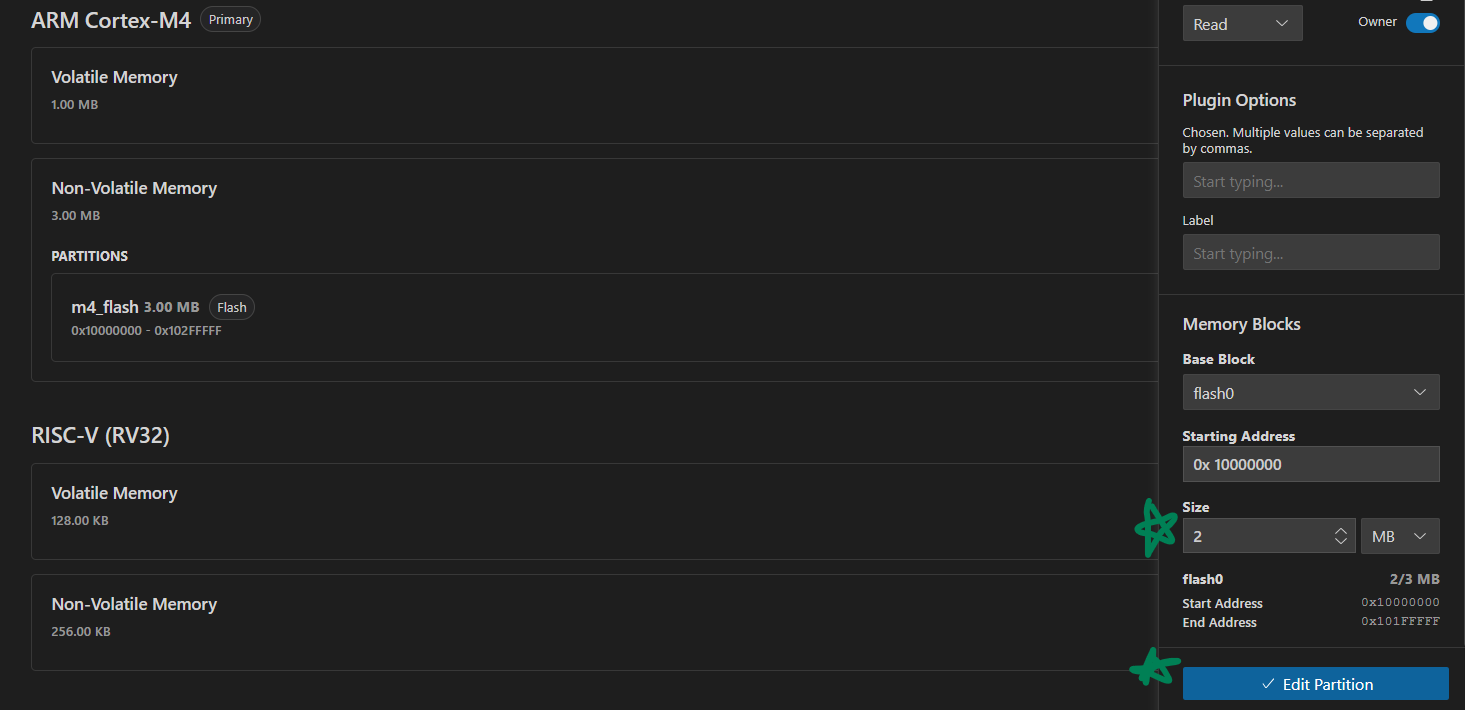 ARM Cortex-M4 Primary
Volatile Memory
1.00 MB
Non-Volatile Memory
3.00 MB
PARTITIONS
m4_flash 3.00 MB Flash
0x10000000 - 0x102FFFFF
RISC-V (RV32)
Volatile Memory
128.00 KB
Non-Volatile Memory
256.00 KB
Read Owner
Plugin Options
Chosen. Multiple values can be separated
by commas.
Start typing...
Label
Start typing...
Memory Blocks
Base Block
flash0
Starting Address
0x 10000000
Size
2 MB
flash0 2/3 MB
Start Address 0x10000000
End Address 0x101FFFFF
Edit Partition